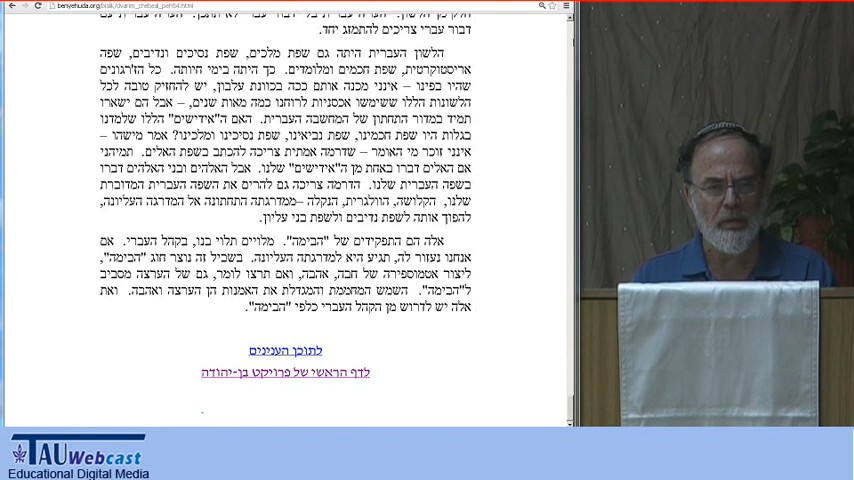 benyehuda.org/bialik/dvarim_shebeal_peh54.html
דבור עברי צריכים להתמזג יחד.
הלשון העברית היתה גם שפת מלכים, שפת נסיכים ונדיבים, שפה
אריסטוקרטית, שפת חכמים ומלומדים. כך היתה בימי חיותה. כל הז'רגונים
שהיו בפינו – אינני מכנה אותם ככה בכוונת עלבון, יש להחזיק טובה לכל
הלשונות הללו ששימשו אכסניות לרוחנו כמה מאות שנים, – אבל הם ישארו
תמיד במדור התחתון של המחשבה העברית. האם ה"אידישים" הללו שלמדנו
בגלות היו שפת חכמינו, שפת נביאינו, שפת נסיכינו ומלכינו? אמר מישהו –
אינני זוכר מי האומר – שדרמה אמתית צריכה להכתב בשפת האלים. תמיהני
אם האלים דברו באחת מן ה"אידישים" שלנו. אבל האלהים ובני האלהים דברו
בשפה העברית שלנו. הדרמה צריכה גם להרים את השפה העברית המדוברת
שלנו, הקלושה, הוולגרית, הנקלה –ממדרגתה התחתונה אל המדרגה העליונה,
להפוך אותה לשפת נדיבים ולשפת בני עליון.
אלה הם התפקידים של "הבימה". מלויים תלוי בנו, בקהל העברי. אם
אנחנו נעזור לה, תגיע היא למדרגתה העליונה. בשביל זה נוצר חוג "הבימה",
ליצור אטמוספירה של חבה, אהבה, ואם תרצו לומר, גם של הערצה מסביב
ל"הבימה". השמש המחממת והמגדלת את האמנות הן הערצה ואהבה. ואת
אלה יש לדרוש מן הקהל העברי כלפי "הבימה".
לתוכן הענינים
לדף הראשי של פרויקט בן-יהודה
TAU Webcast
Educational Digital Media